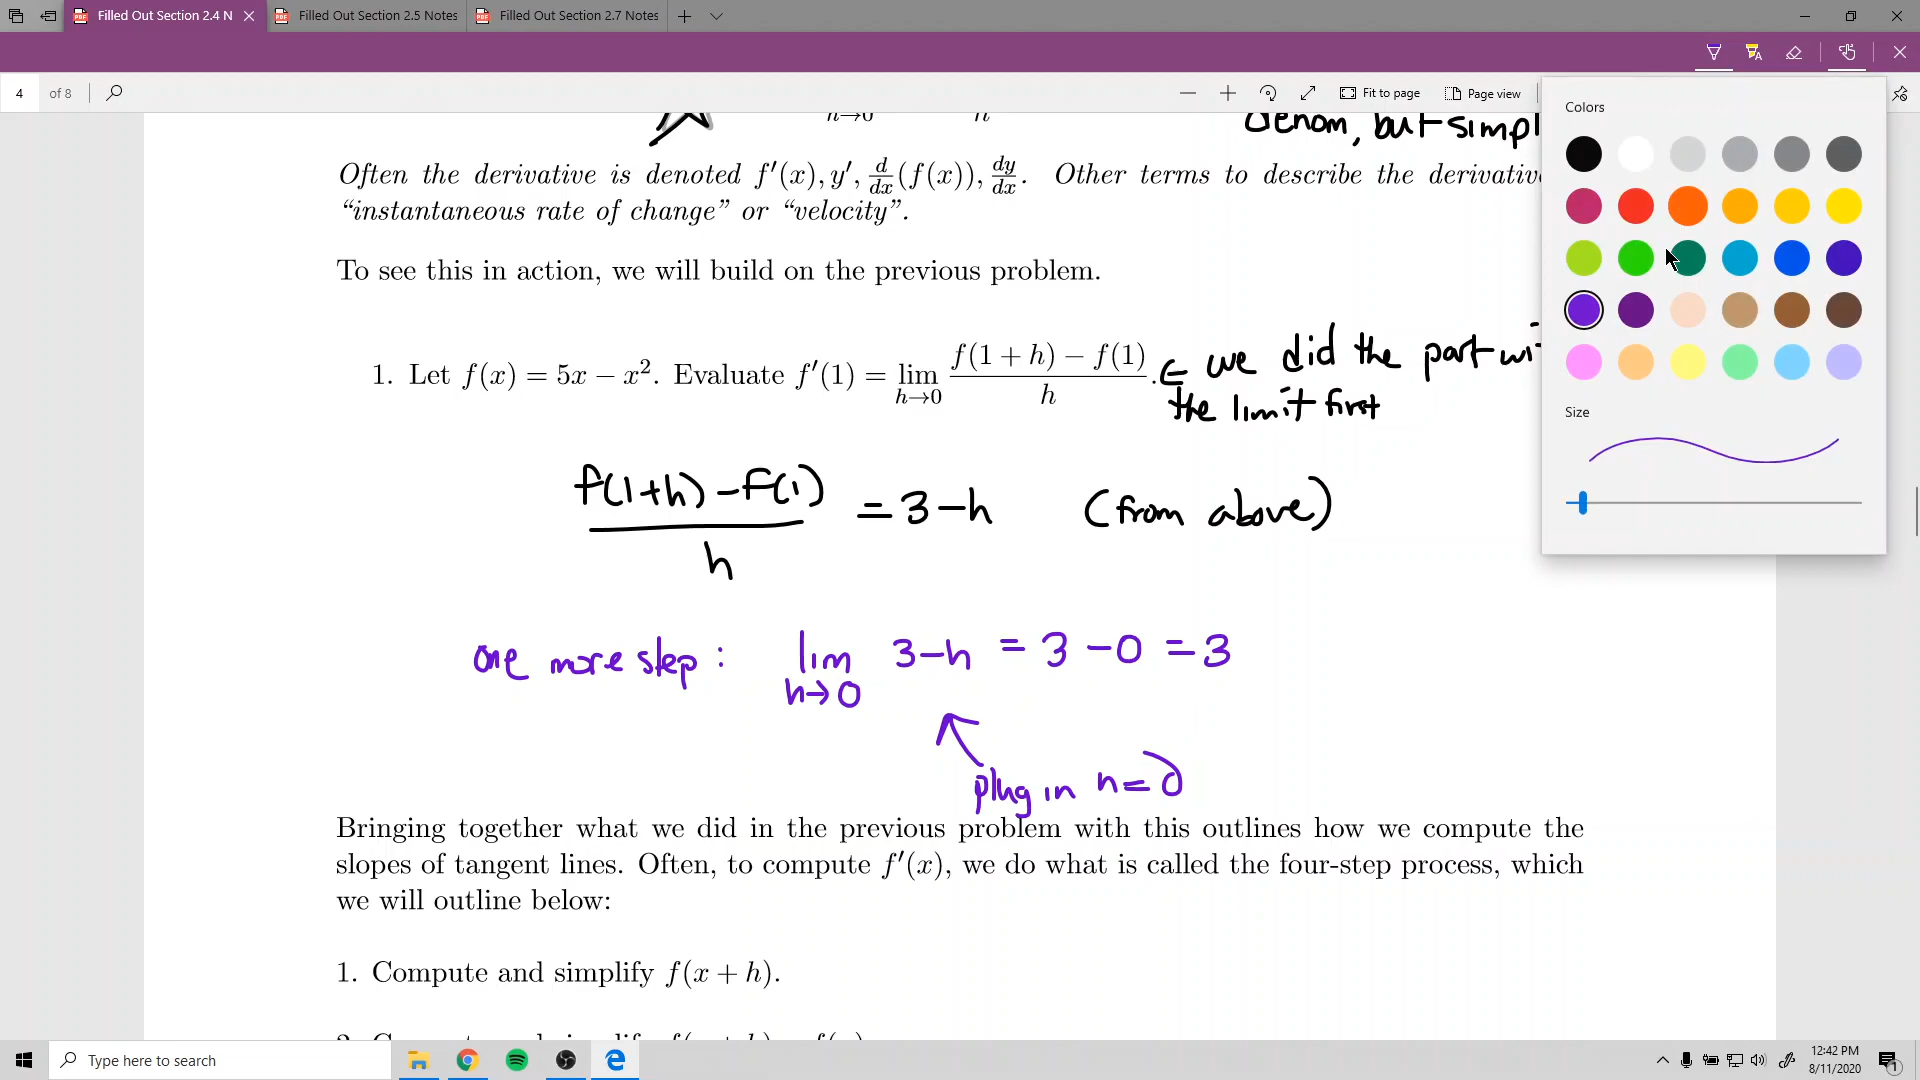 Filled Out Section 2.4 N
Filled Out Section 2.5 Notes
Filled Out Section 2.7 Notes
4 of 8
Fit to page
Page view
h→0 h
denom, but simpl
Often the derivative is denoted f′(x), y′, d/dx (f(x)), dy/dx. Other terms to describe the derivative
“instantaneous rate of change” or “velocity”.
To see this in action, we will build on the previous problem.
1. Let f(x) = 5x − x². Evaluate f′(1) = lim h→0 (f(1 + h) − f(1))/h.
∈ we did the part wi
the limit first
(f(1+h) − f(1))/h = 3−h (from above)
one more step: lim h→0 3−h = 3−0 = 3
plug in h=0
Bringing together what we did in the previous problem with this outlines how we compute the
slopes of tangent lines. Often, to compute f′(x), we do what is called the four-step process, which
we will outline below:
1. Compute and simplify f(x + h).
Colors
Size
Type here to search
12:42 PM
8/11/2020
1